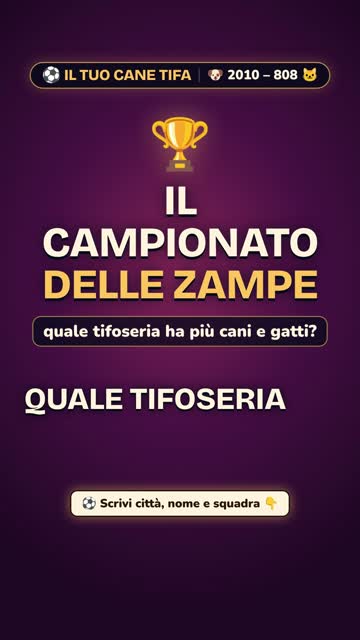 ⚽ IL TUO CANE TIFA | 🐶 2010 – 808 🐱
IL
CAMPIONATO
DELLE ZAMPE
quale tifoseria ha più cani e gatti?
QUALE TIFOSERIA
⚽ Scrivi città, nome e squadra 👇